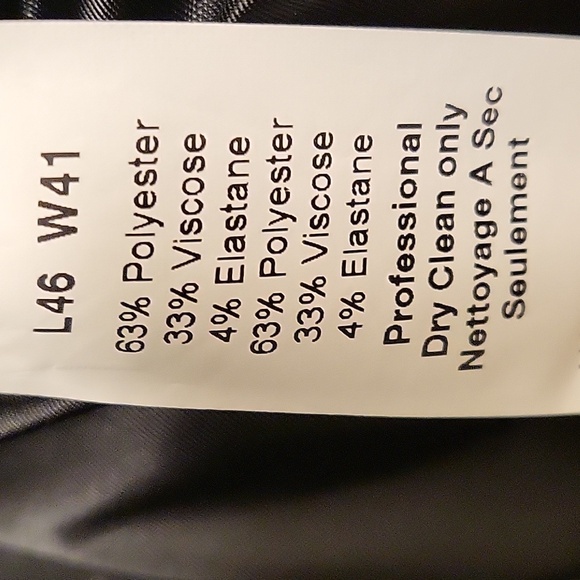 L46 W41
63% Polyester
33% Viscose
4% Elastane
63% Polyester
33% Viscose
4% Elastane
Professional
Dry Clean only
Nettoyage A Sec
Seulement